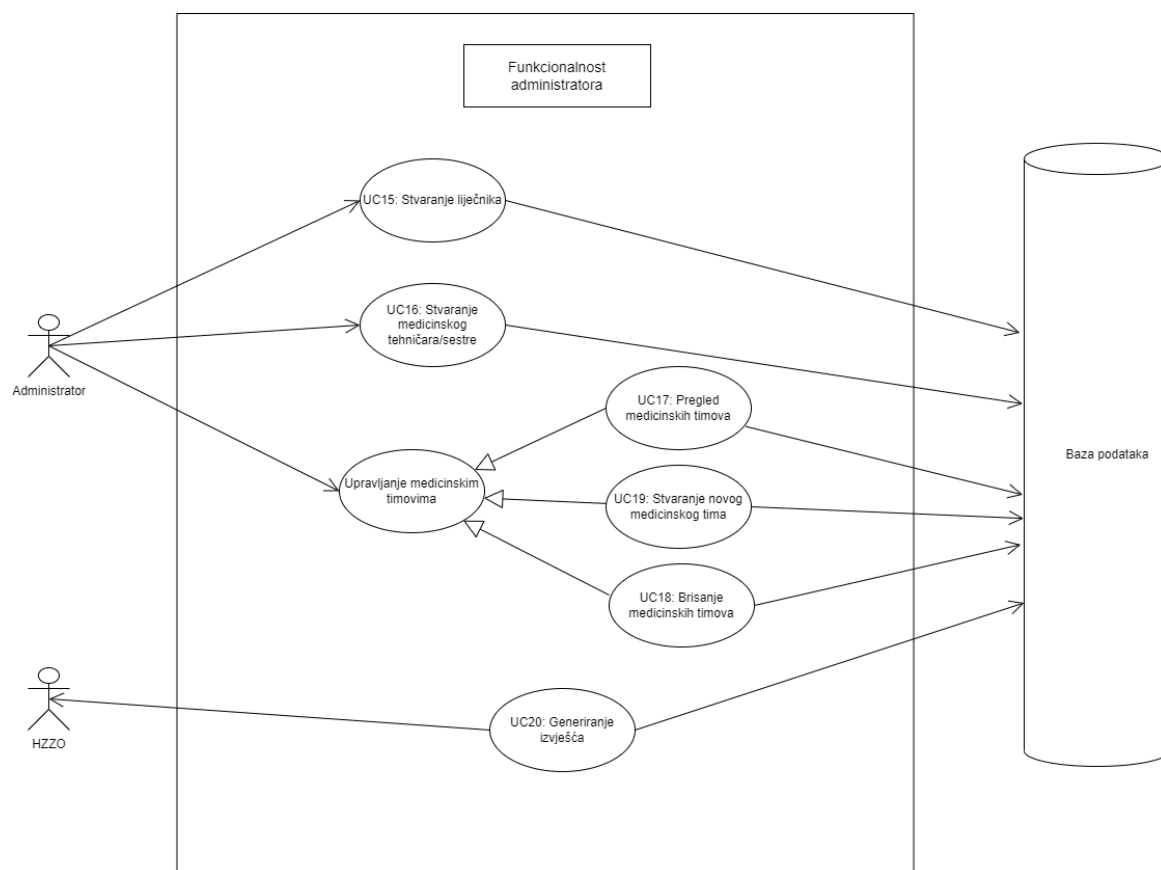 Funkcionalnost
administratora
UC15: Stvaranje liječnika
UC16: Stvaranje
medicinskog
tehničara/sestre
Administrator
UC17: Pregled
medicinskih timova
Upravljanje medicinskim
timovima
UC19: Stvaranje novog
medicinskog tima
UC18: Brisanje
medicinskih timova
Baza podataka
HZZO
UC20: Generiranje
izvješća